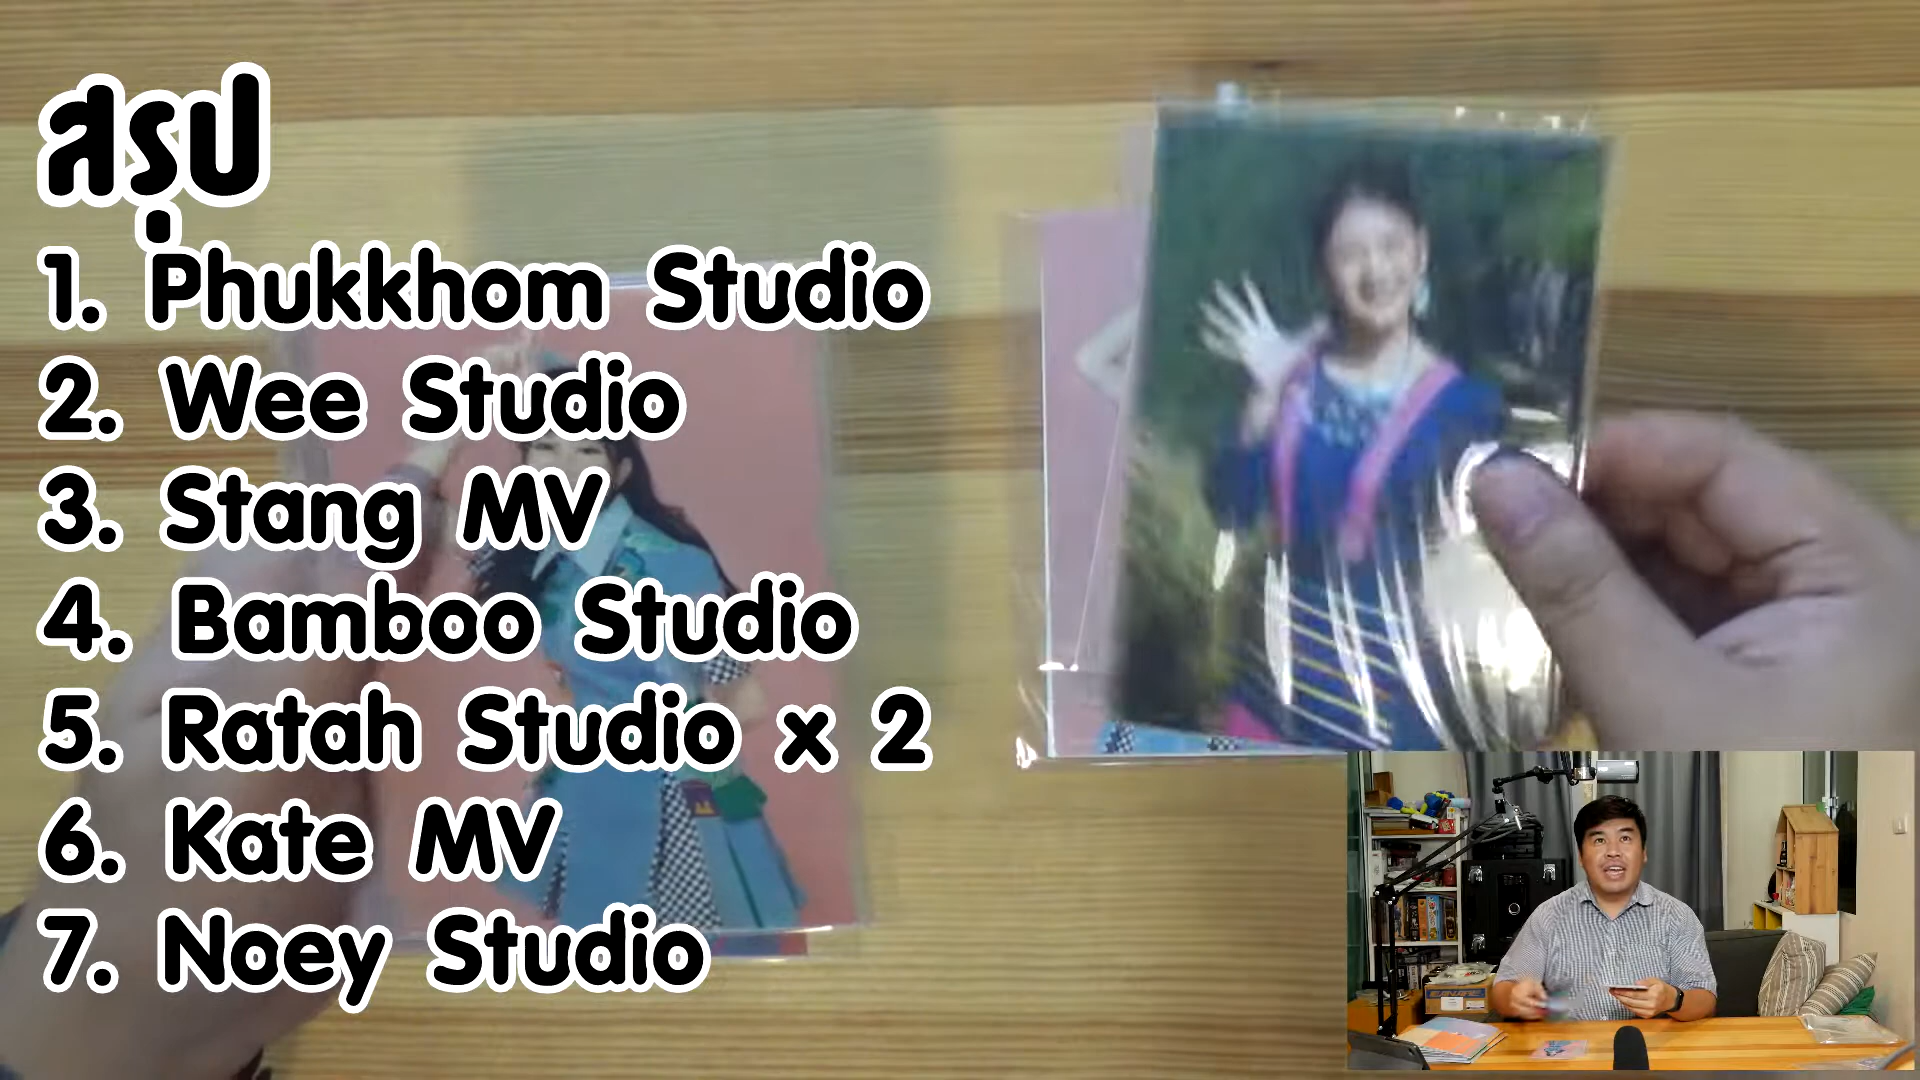 สรุป
1. Phukkhom Studio
2. Wee Studio
3. Stang MV
4. Bamboo Studio
5. Ratah Studio x 2
6. Kate MV
7. Noey Studio